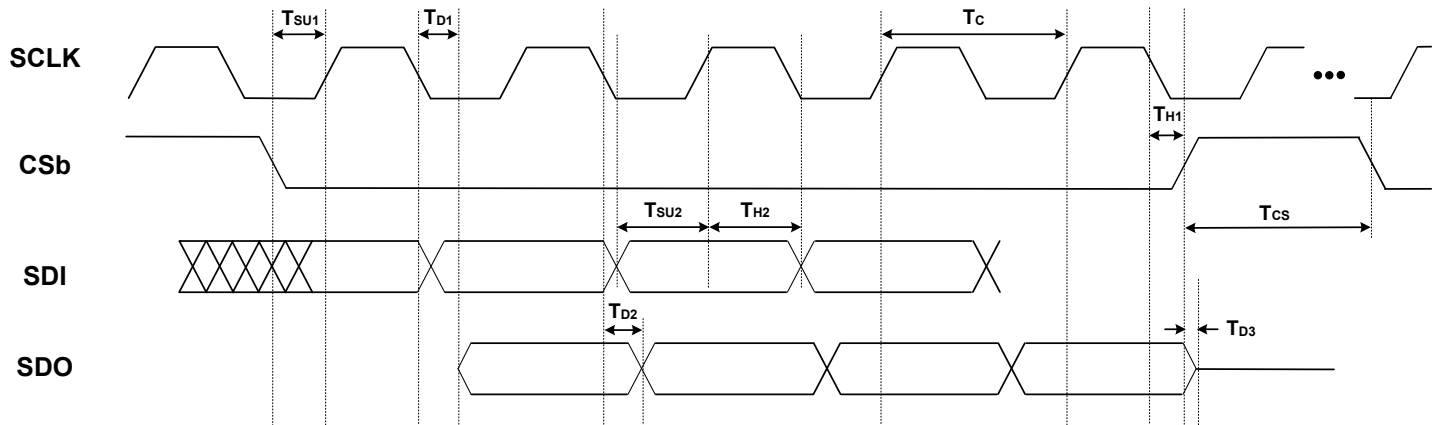 TSU1
TD1
TC
SCLK
•••
TH1
CSb
TSU2
TH2
TCS
SDI
TD2
TD3
SDO